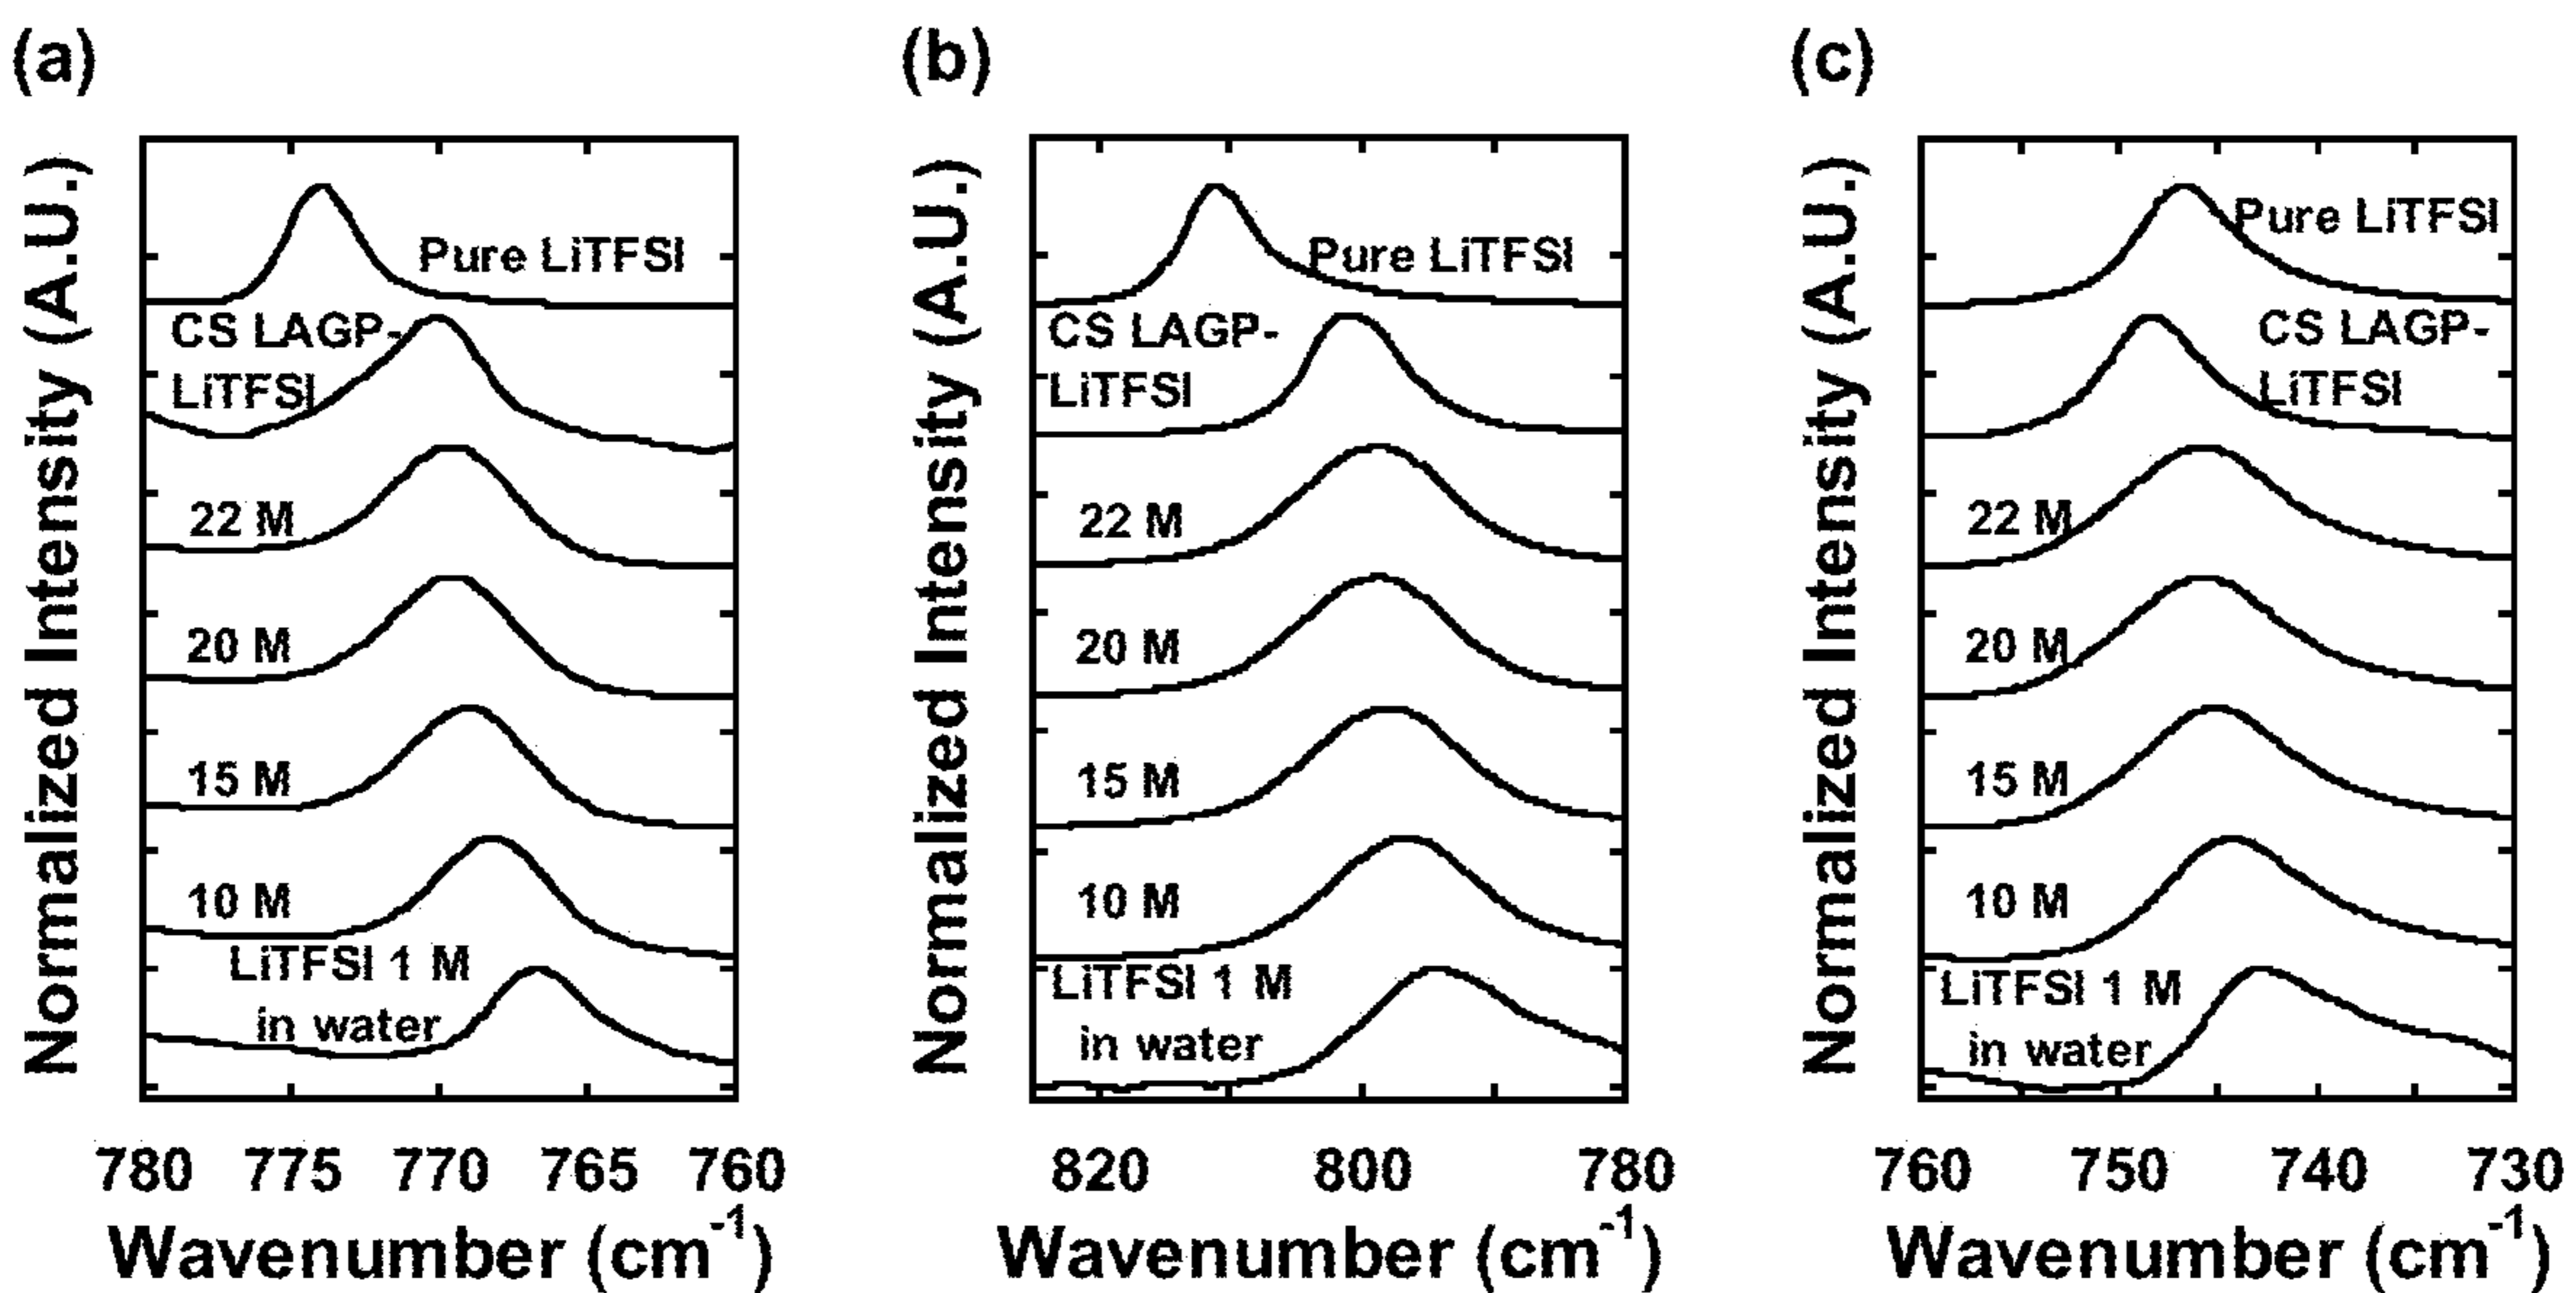 (a)
Normalized Intensity (A.U.)
Pure LiTFSI
CS LAGP-
LiTFSI
22 M
20 M
15 M
10 M
LiTFSI 1 M
in water
780 775 770 765 760
Wavenumber (cm-1)
(b)
Normalized Intensity (A.U.)
Pure LiTFSI
CS LAGP-
LiTFSI
22 M
20 M
15 M
10 M
LiTFSI 1 M
in water
820 800 780
Wavenumber (cm-1)
(c)
Normalized Intensity (A.U.)
Pure LiTFSI
CS LAGP-
LiTFSI
22 M
20 M
15 M
10 M
LiTFSI 1 M
in water
760 750 740 730
Wavenumber (cm-1)